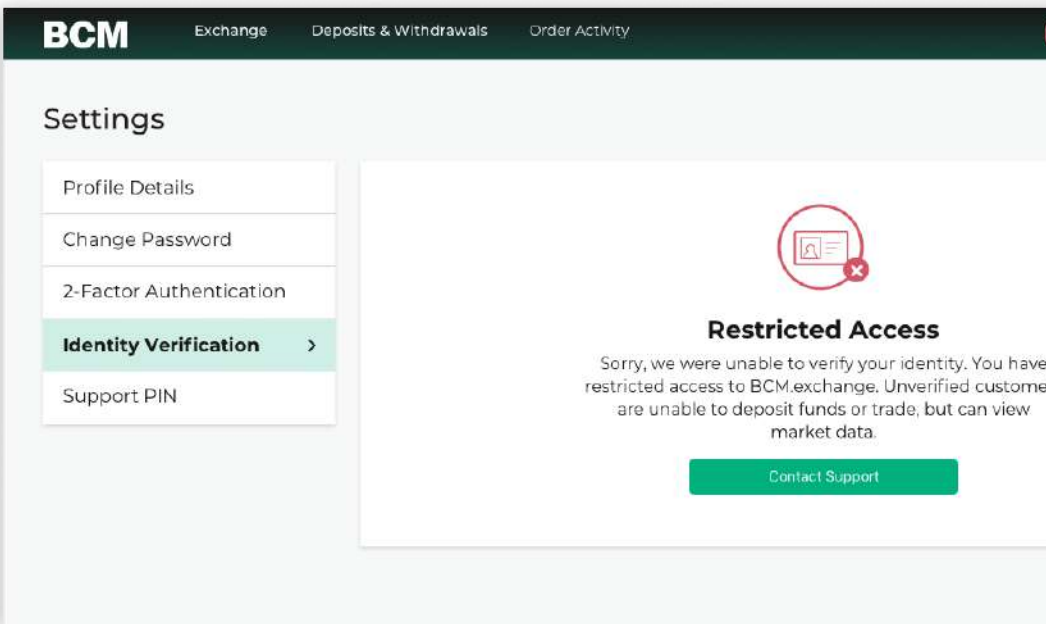 BCM Exchange Deposits & Withdrawals Order Activity
Settings
Profile Details
Change Password
2-Factor Authentication
Identity Verification >
Support PIN
Restricted Access
Sorry, we were unable to verify your identity. You have
restricted access to BCM.exchange. Unverified custome
are unable to deposit funds or trade, but can view
market data.
Contact Support